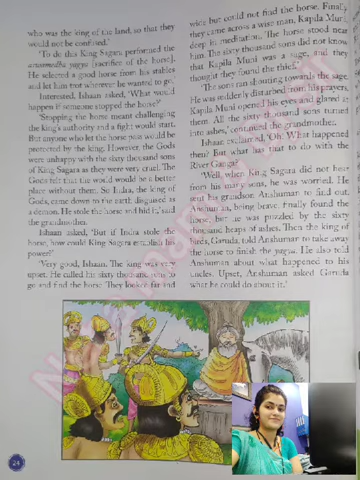 who was the king of the land, so that they
would not be confused.'
'To do this King Sagara performed the
aswamedha yagya [sacrifice of the horse].
He selected a good horse from his stables
and let him trot wherever he wanted to go.'
Interested, Ishaan asked, 'What would
happen if someone stopped the horse?'
'Stopping the horse meant challenging
the king's authority and a fight would start.
But anyone who let the horse pass would be
protected by the king. However, the Gods
were unhappy with the sixty thousand sons
of King Sagara as they were very cruel. The
Gods felt that the world would be a better
place without them. So Indra, the king of
Gods, came down to the earth disguised as
a demon. He stole the horse and hid it,' said
the grandmother.
Ishaan asked, 'But if Indra stole the
horse, how could King Sagara establish his
power?'
'Very good, Ishaan. The king was very
upset. He called his sixty thousand sons to
go and find the horse. They looked far and
wide but could not find the horse. Finally,
they came across a wise man, Kapila Muni,
deep in meditation. The horse stood near
him. The sixty thousand sons did not know
that Kapila Muni was a sage, and they
thought they found the thief.'
'The sons ran shouting towards the sage.
He was suddenly disturbed from his prayers.
Kapila Muni opened his eyes and glared at
them. All the sixty thousand sons turned
into ashes,' continued the grandmother.
Ishaan exclaimed, 'Oh. What happened
then? But what has that to do with the
River Ganga?'
'Well, when King Sagara did not hear
from his many sons, he was worried. He
sent his grandson Anshuman to find out.
Anshuman, being brave, finally found the
horse, but he was puzzled by the sixty
thousand heaps of ashes. Then the king of
birds, Garuda, told Anshuman to take away
the horse to finish the yagya. He also told
Anshuman about what happened to his
uncles. Upset, Anshuman asked Garuda
what he could do about it.'
24